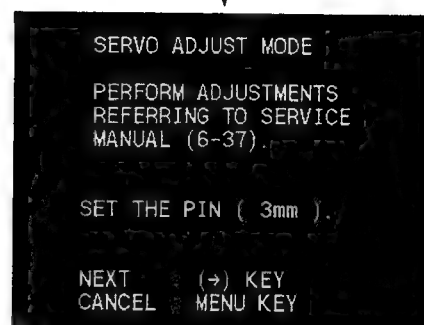 SERVO ADJUST MODE
PERFORM ADJUSTMENTS
REFERRING TO SERVICE
MANUAL (6-37).
SET THE PIN ( 3mm ).
NEXT : (→) KEY
CANCEL : MENU KEY